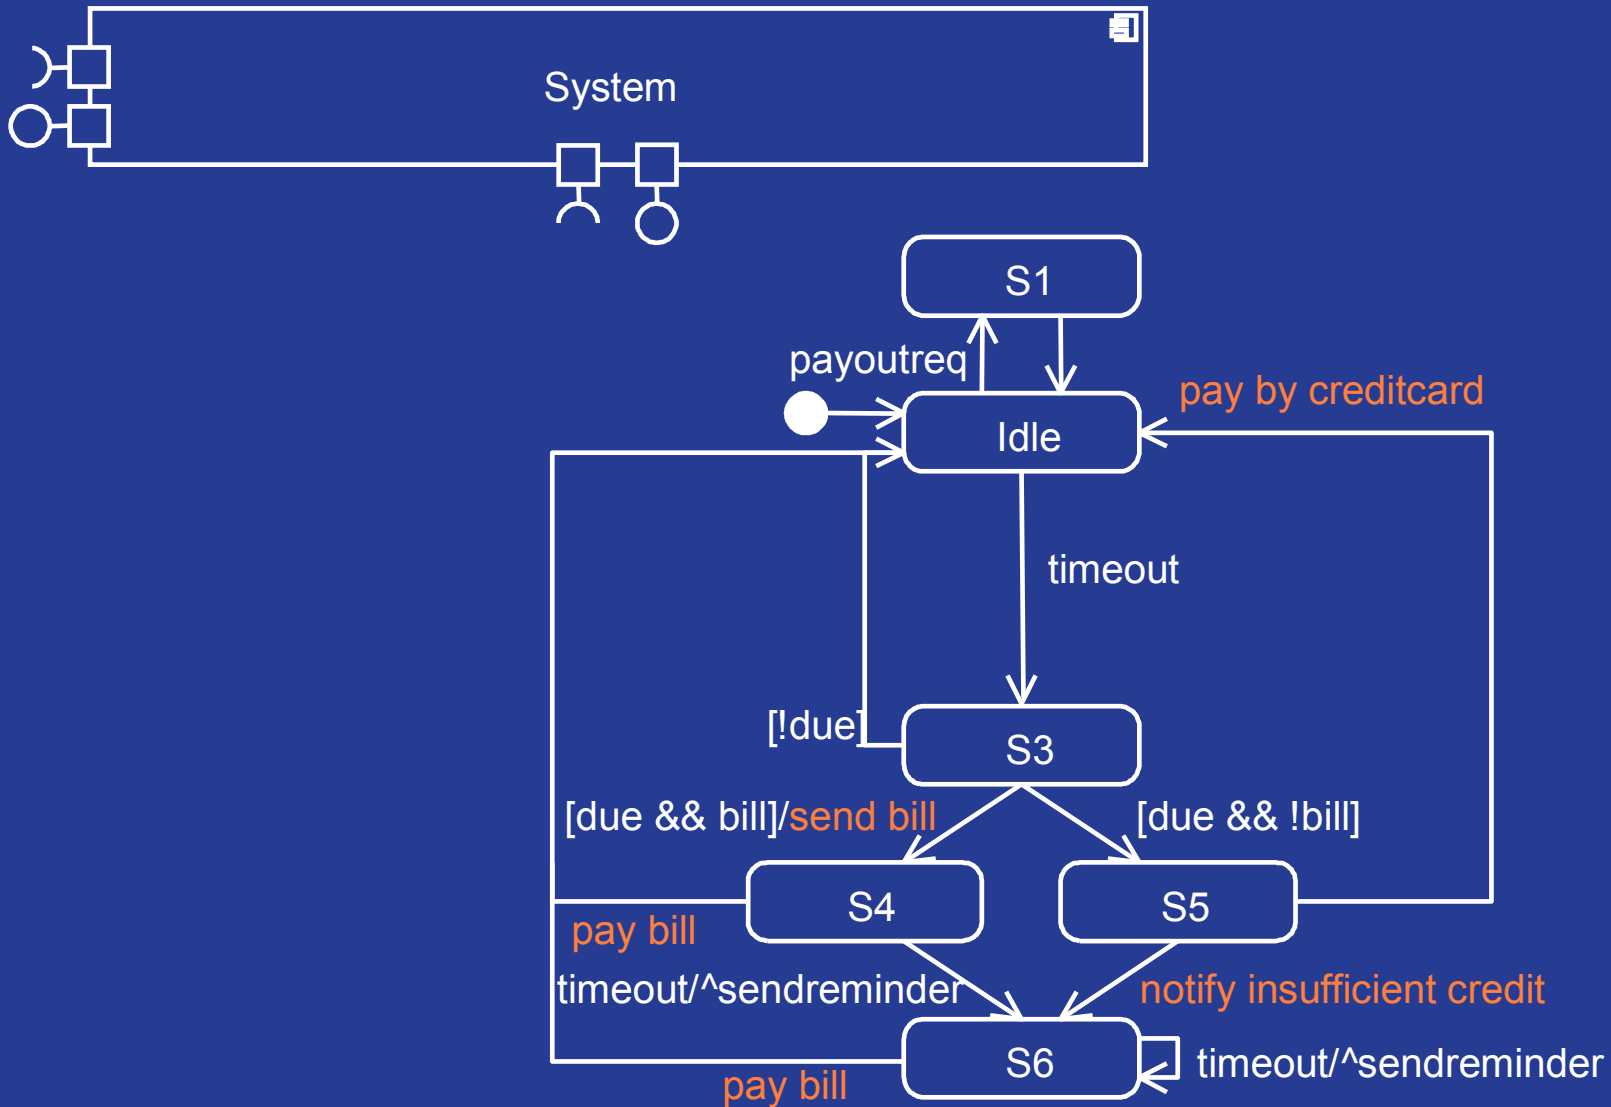 System
S1
payoutreq
pay by creditcard
Idle
timeout
[!due]
S3
[due && bill]/send bill
[due && !bill]
S4
S5
pay bill
timeout/^sendreminder
notify insufficient credit
S6
timeout/^sendreminder
pay bill